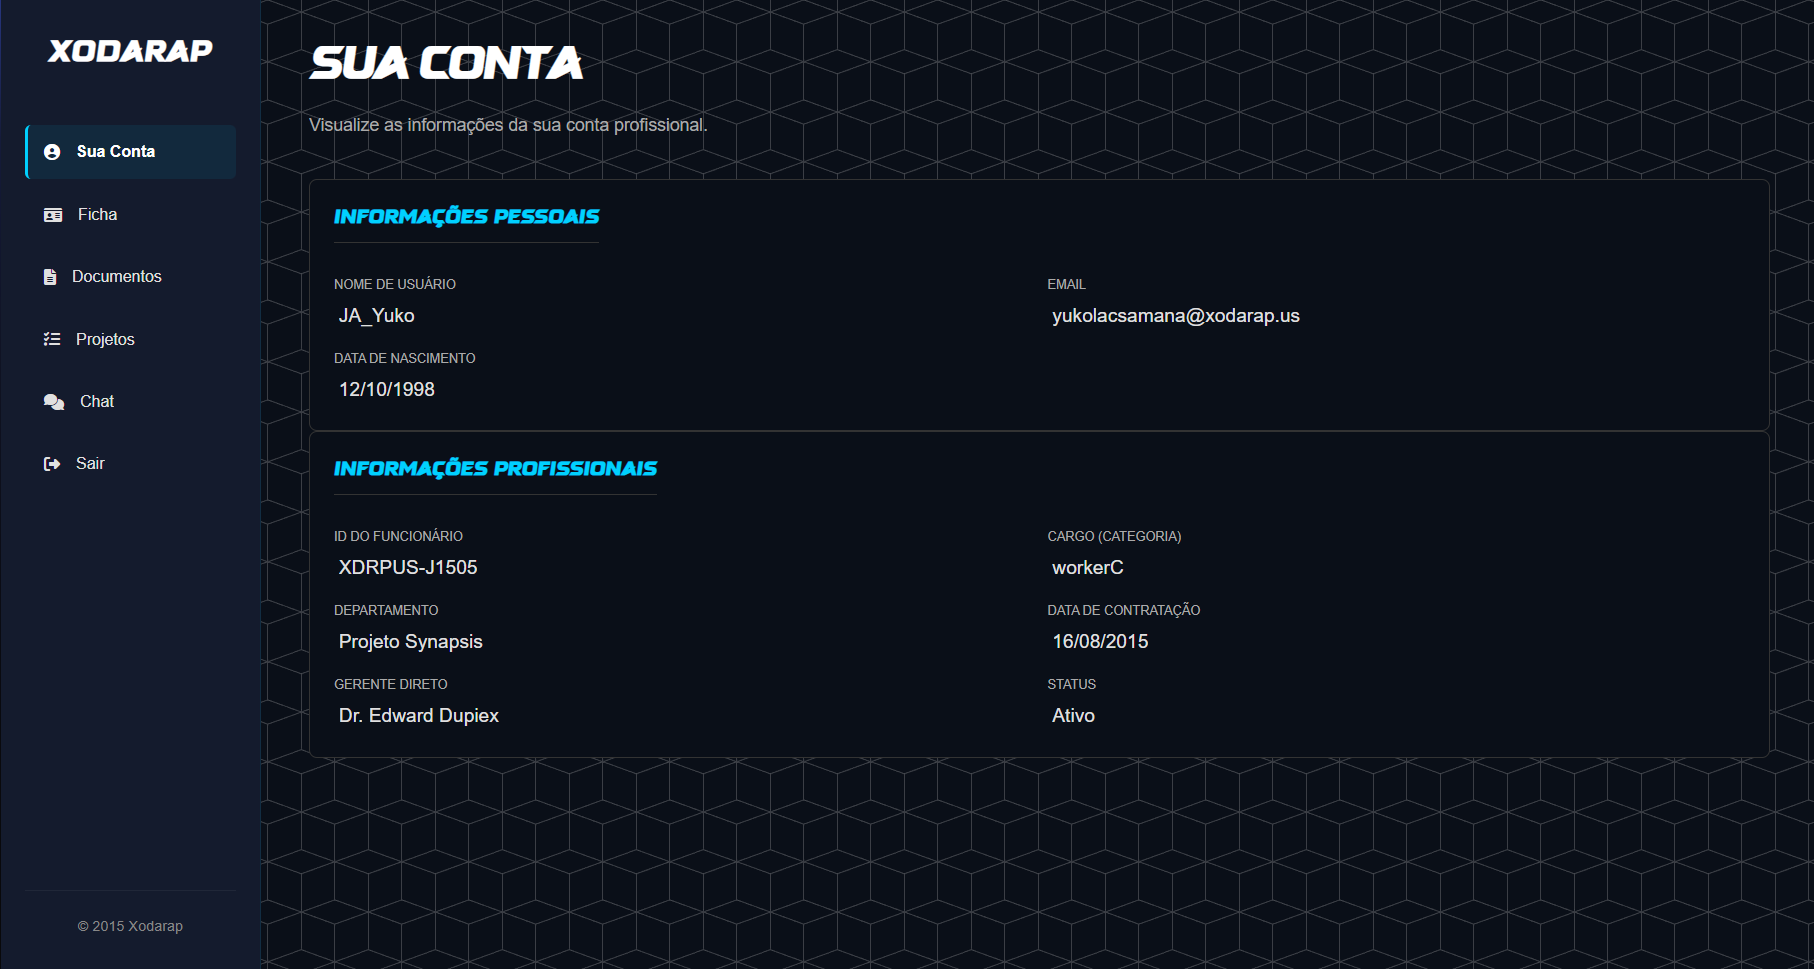 XODARAP
Sua Conta
Ficha
Documentos
Projetos
Chat
Sair
© 2015 Xodarap
SUA CONTA
Visualize as informações da sua conta profissional.
INFORMAÇÕES PESSOAIS
NOME DE USUÁRIO
JA_Yuko
EMAIL
yukolacsamana@xodarap.us
DATA DE NASCIMENTO
12/10/1998
INFORMAÇÕES PROFISSIONAIS
ID DO FUNCIONÁRIO
XDRPUS-J1505
CARGO (CATEGORIA)
workerC
DEPARTAMENTO
Projeto Synapsis
DATA DE CONTRATAÇÃO
16/08/2015
GERENTE DIRETO
Dr. Edward Dupiex
STATUS
Ativo